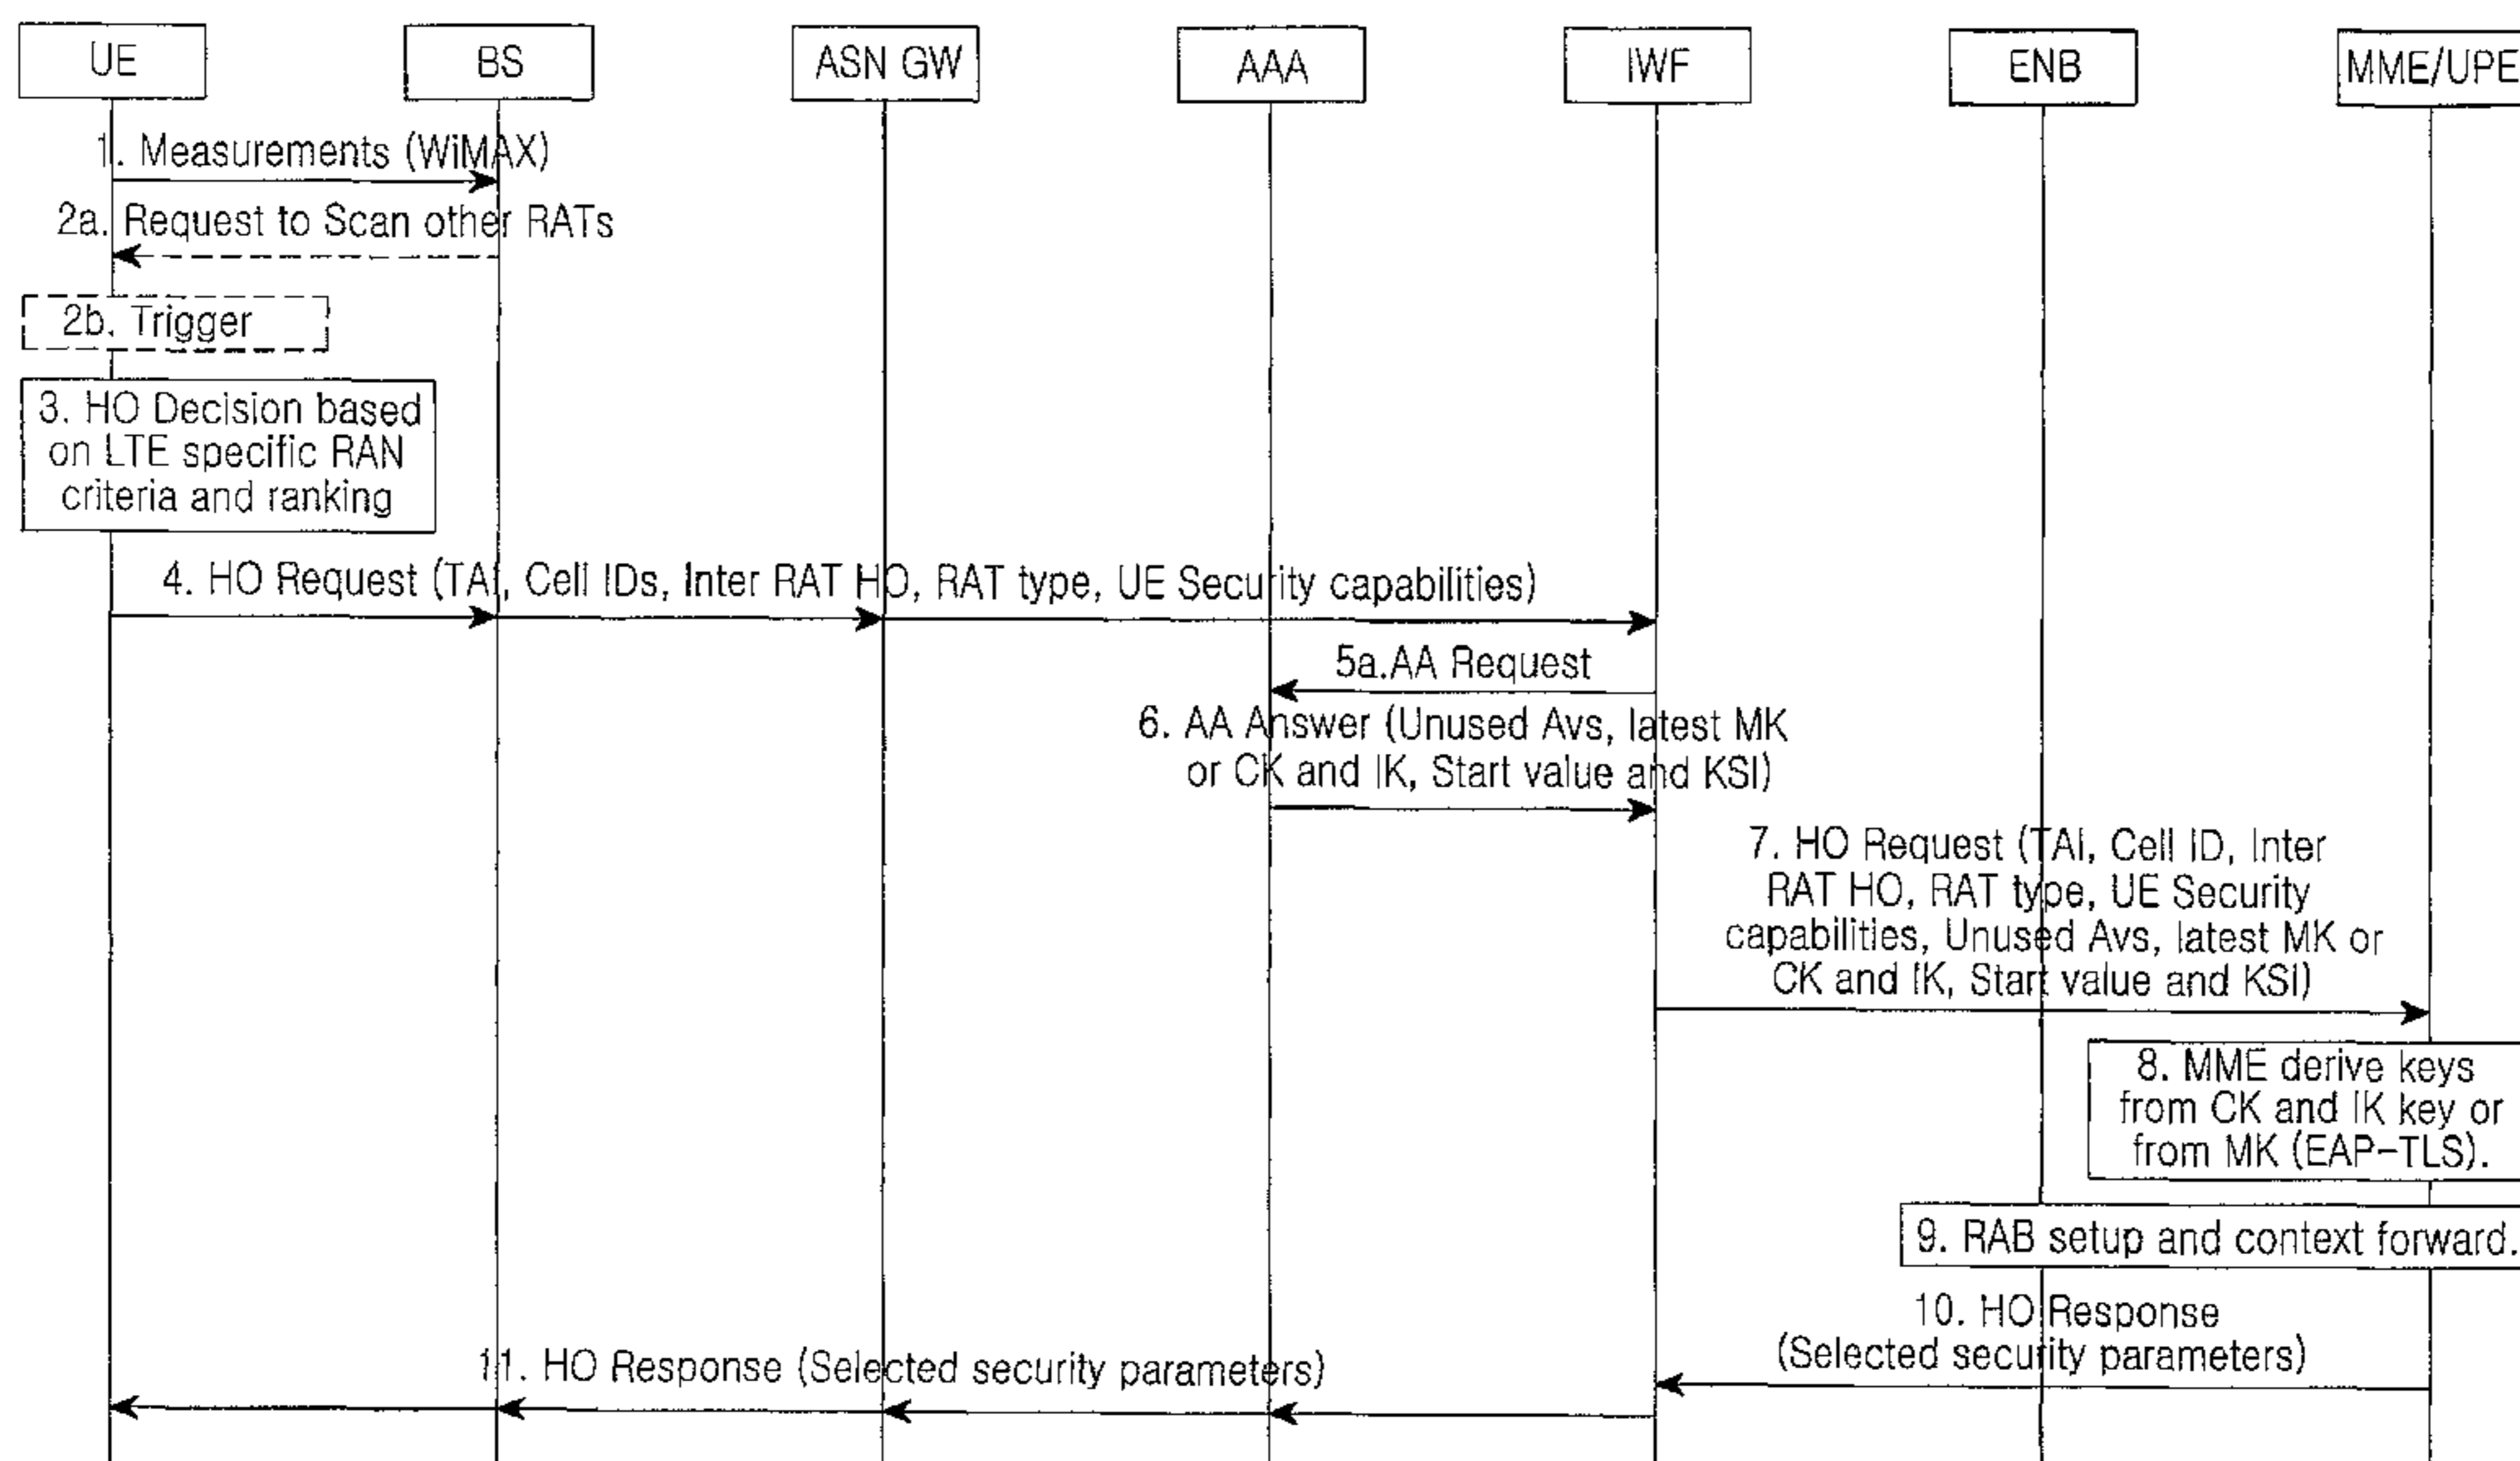 UE
BS
ASN GW
AAA
IWF
ENB
MME/UPE
1. Measurements (WiMAX)
2a. Request to Scan other RATs
2b. Trigger
3. HO Decision based
on LTE specific RAN
criteria and ranking
4. HO Request (TAI, Cell IDs, Inter RAT HO, RAT type, UE Security capabilities)
5a.AA Request
6. AA Answer (Unused Avs, latest MK
or CK and IK, Start value and KSI)
7. HO Request (TAI, Cell ID, Inter
RAT HO, RAT type, UE Security
capabilities, Unused Avs, latest MK or
CK and IK, Start value and KSI)
8. MME derive keys
from CK and IK key or
from MK (EAP-TLS).
9. RAB setup and context forward.
10. HO Response
(Selected security parameters)
11. HO Response (Selected security parameters)